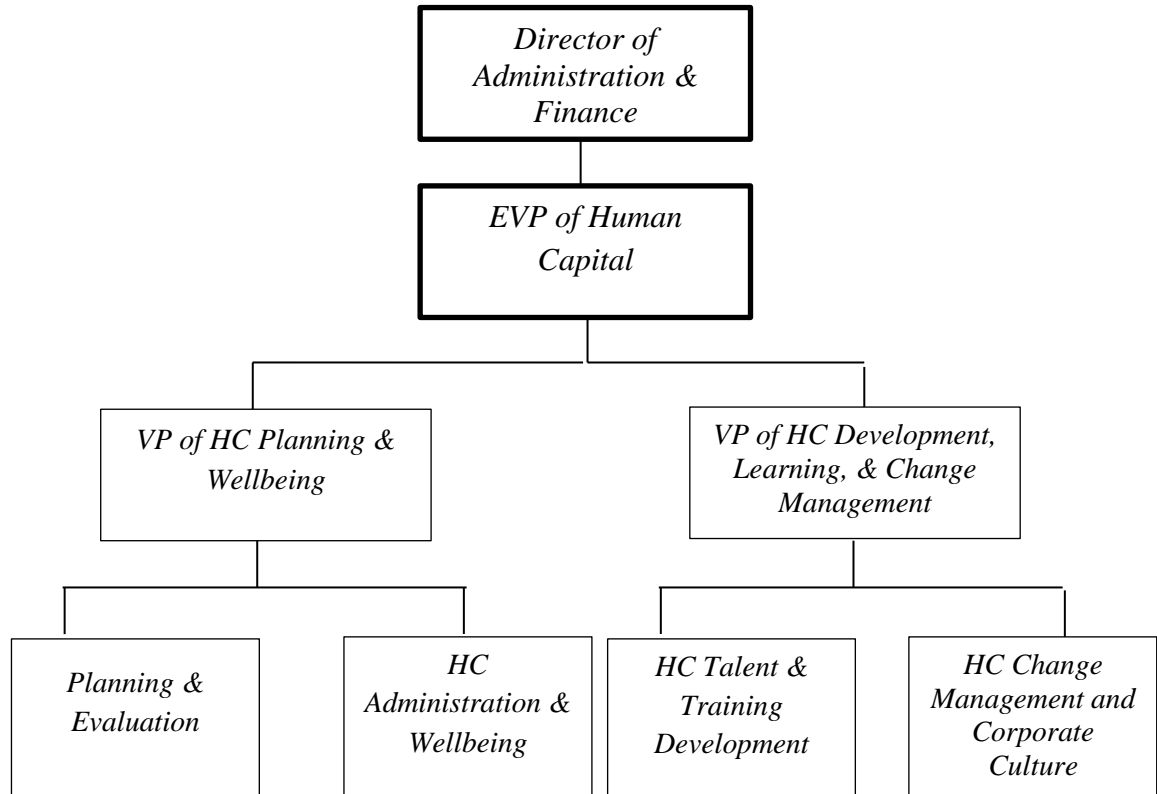 Director of
Administration &
Finance
EVP of Human
Capital
VP of HC Planning &
Wellbeing
VP of HC Development,
Learning, & Change
Management
Planning &
Evaluation
HC
Administration &
Wellbeing
HC Talent &
Training
Development
HC Change
Management and
Corporate
Culture